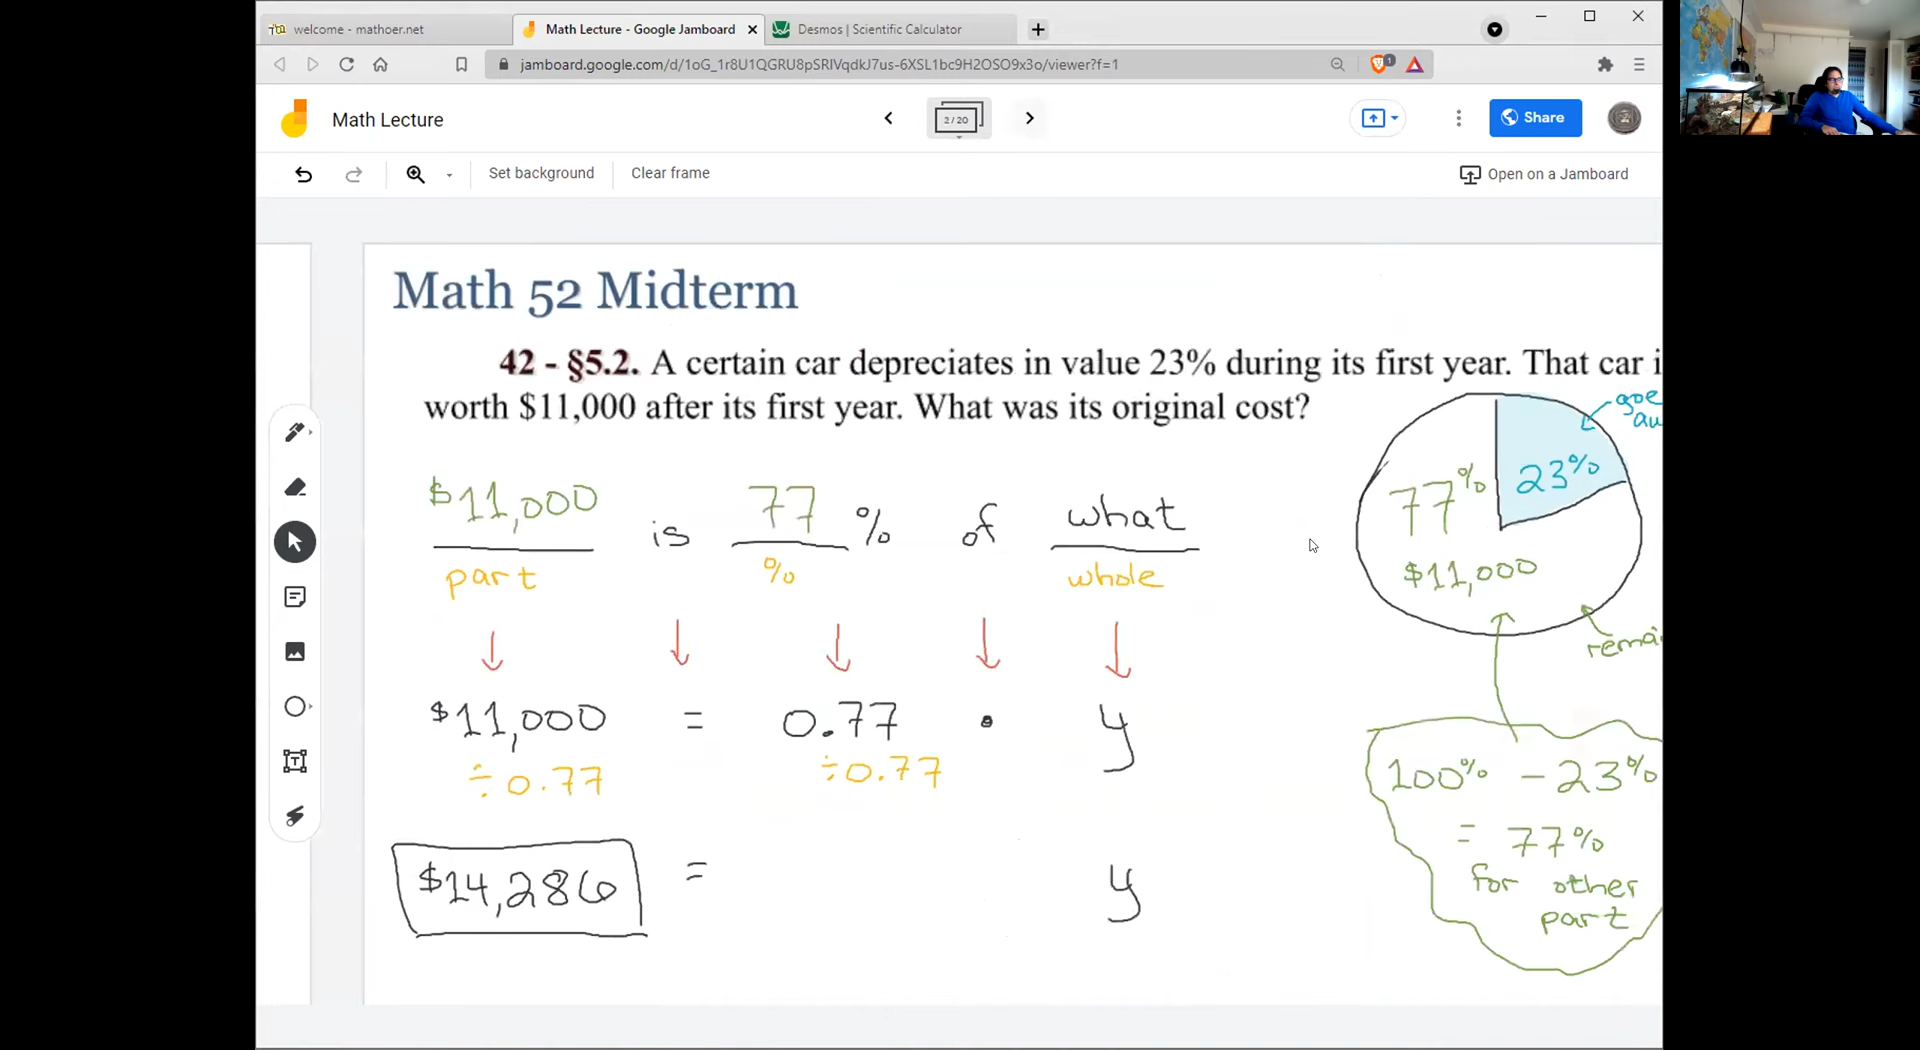 welcome - mathoer.net
Math Lecture - Google Jamboard
Desmos | Scientific Calculator
jamboard.google.com/d/1oG_1r8U1QGRU8pSRIVqdkJ7us-6XSL1bc9H2OSO9x3o/viewer?f=1
Math Lecture
2 / 20
Share
Set background
Clear frame
Open on a Jamboard
Math 52 Midterm
42 - §5.2. A certain car depreciates in value 23% during its first year. That car i
worth $11,000 after its first year. What was its original cost?
goe
au
77%
23%
$11,000
remai
$11,000 is 77 % of what
part % whole
$11,000 = 0.77 • y
÷0.77 ÷0.77
$14,286 = y
100% - 23%
= 77%
for other
part